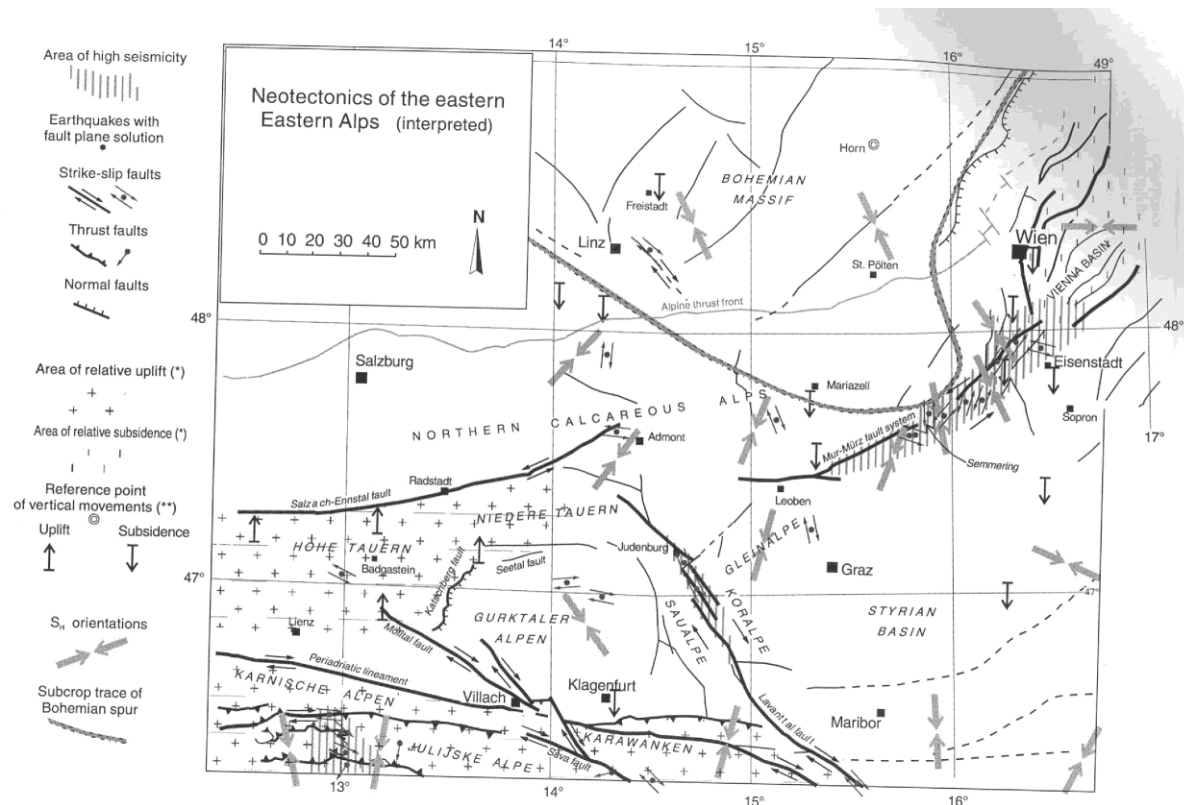 Area of high seismicity
Earthquakes with
fault plane solution
Strike-slip faults
Thrust faults
Normal faults
Area of relative uplift (*)
Area of relative subsidence (*)
Reference point
of vertical movements (**)
Uplift
Subsidence
S_H orientations
Subcrop trace of
Bohemian spur
Neotectonics of the eastern
Eastern Alps (interpreted)
0 10 20 30 40 50 km
N
14°
15°
16°
49°
Horn
BOHEMIAN
MASSIF
Freistadt
Linz
Wien
St. Pölten
VIENNA BASIN
Alpine thrust front
48°
48°
Salzburg
Eisenstadt
Mariazell
Sopron
NORTHERN CALCAREOUS ALPS
17°
Admont
Mur-Mürz fault system
Semmering
Radstadt
Leoben
Salzach-Ennstal fault
NIEDERE TAUERN
HOHE TAUERN
Judenburg
GLEINALPE
Badgastein
Seetal fault
Katschberg fault
Graz
47°
47°
GURKTALER
ALPEN
SAUALPE
KORALPE
STYRIAN
BASIN
Lienz
Mölltal fault
Periadriatic lineament
KARNISCHE ALPEN
Villach
Klagenfurt
Maribor
Lavanttal fault
KARAWANKEN
JULIJSKE ALPE
Sava fault
13°
14°
15°
16°